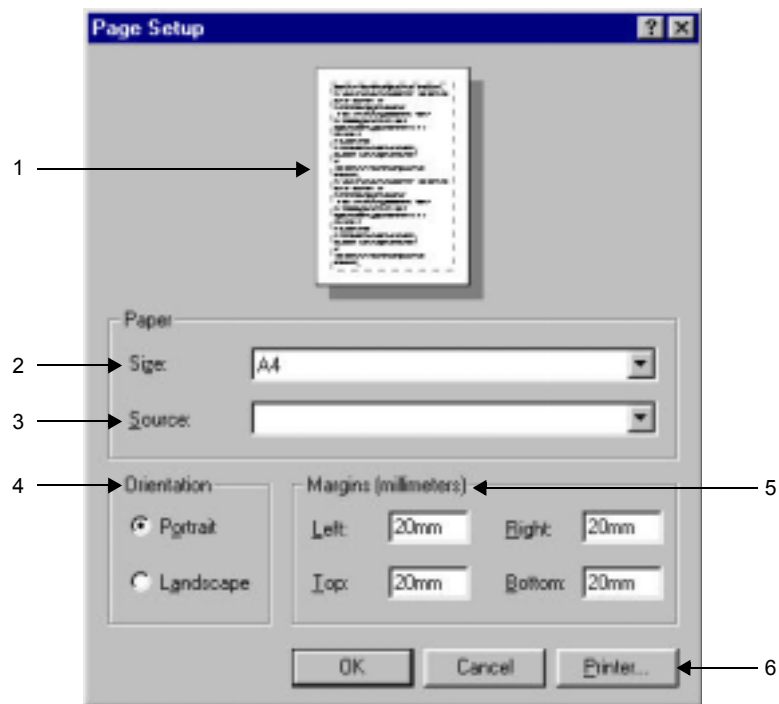 Page Setup
1
Paper
2 Size: A4
3 Source:
4 Orientation
Margins (millimeters) 5
Portrait
Left: 20mm Right: 20mm
Landscape
Top: 20mm Bottom: 20mm
OK Cancel Printer... 6